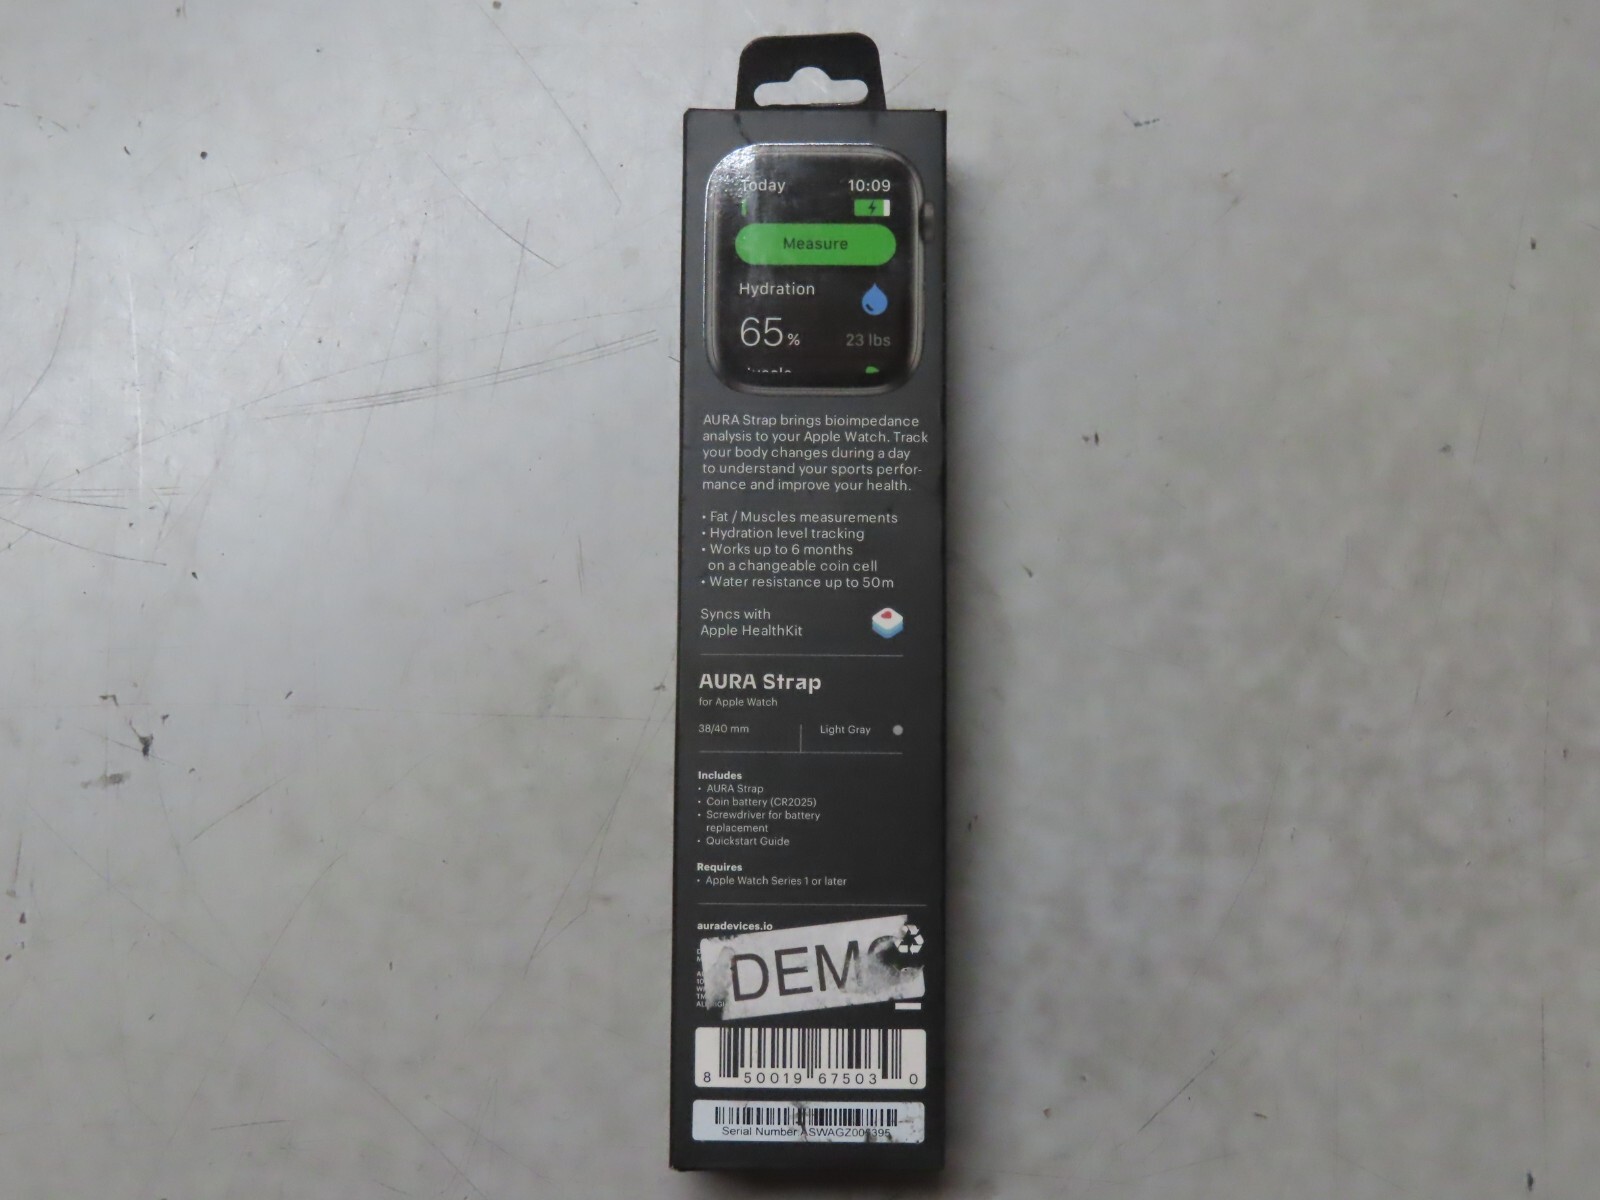 Today 10:09
Measure
Hydration
65% 23 lbs
AURA Strap brings bioimpedance
analysis to your Apple Watch. Track
your body changes during a day
to understand your sports perfor-
mance and improve your health.
• Fat / Muscles measurements
• Hydration level tracking
• Works up to 6 months
on a changeable coin cell
• Water resistance up to 50m
Syncs with
Apple HealthKit
AURA Strap
for Apple Watch
38/40 mm Light Gray
Includes
• AURA Strap
• Coin battery (CR2025)
• Screwdriver for battery
replacement
• Quickstart Guide
Requires
• Apple Watch Series 1 or later
auradevices.io
DEMO
8 50019 67503 0
Serial Number